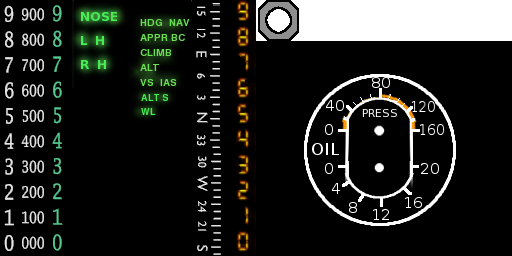 9 900 9
8 800 8
7 700 7
6 600 6
5 500 5
4 400 4
3 300 3
2 200 2
1 100 1
0 000 0
NOSE
L H
R H
HDG NAV
APPR BC
CLIMB
ALT
VS IAS
ALT S
WL
15
12
E
6
3
N
33
30
W
24
21
S
9
8
7
6
5
4
3
2
1
0
80
40 120
PRESS
0 160
OIL
0 20
4 16
8 12